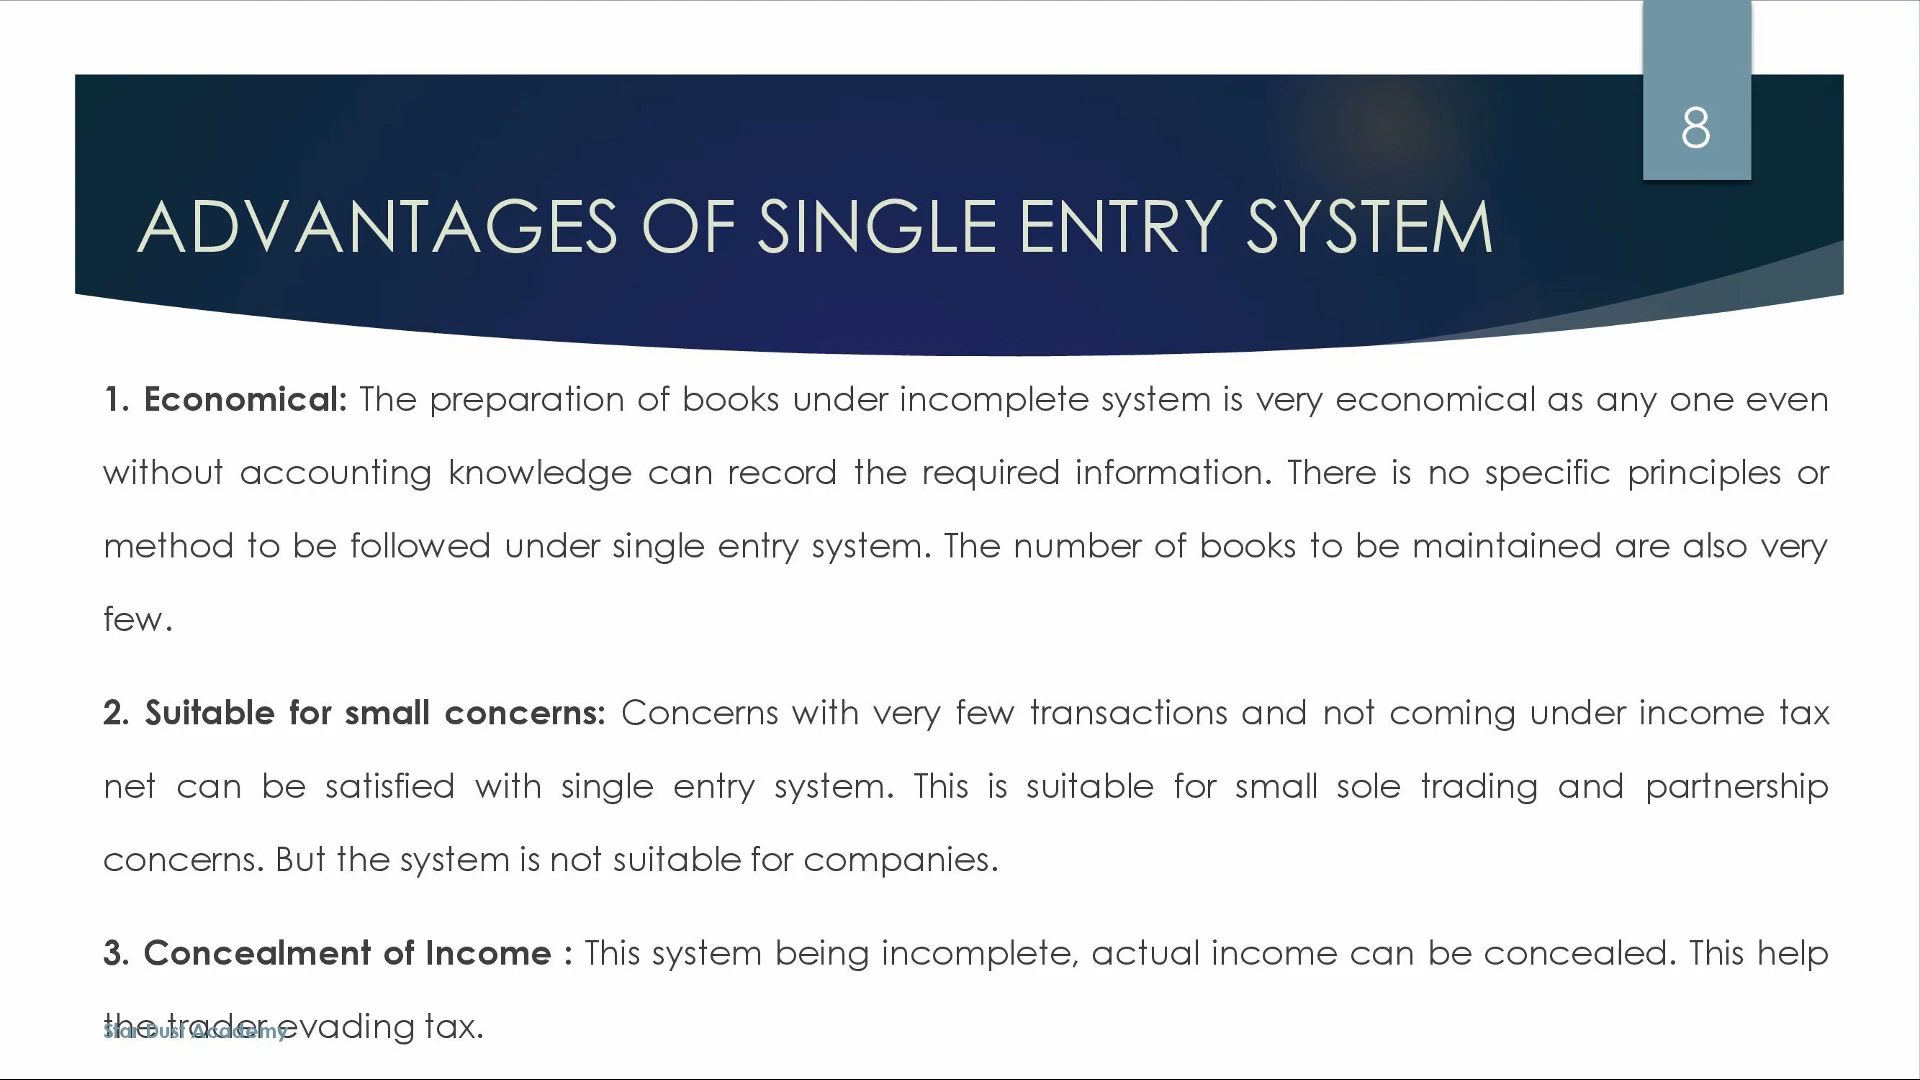 8
ADVANTAGES OF SINGLE ENTRY SYSTEM
1. Economical: The preparation of books under incomplete system is very economical as any one even
without accounting knowledge can record the required information. There is no specific principles or
method to be followed under single entry system. The number of books to be maintained are also very
few.
2. Suitable for small concerns: Concerns with very few transactions and not coming under income tax
net can be satisfied with single entry system. This is suitable for small sole trading and partnership
concerns. But the system is not suitable for companies.
3. Concealment of Income : This system being incomplete, actual income can be concealed. This help
the trader evading tax.
Star Dust Academy